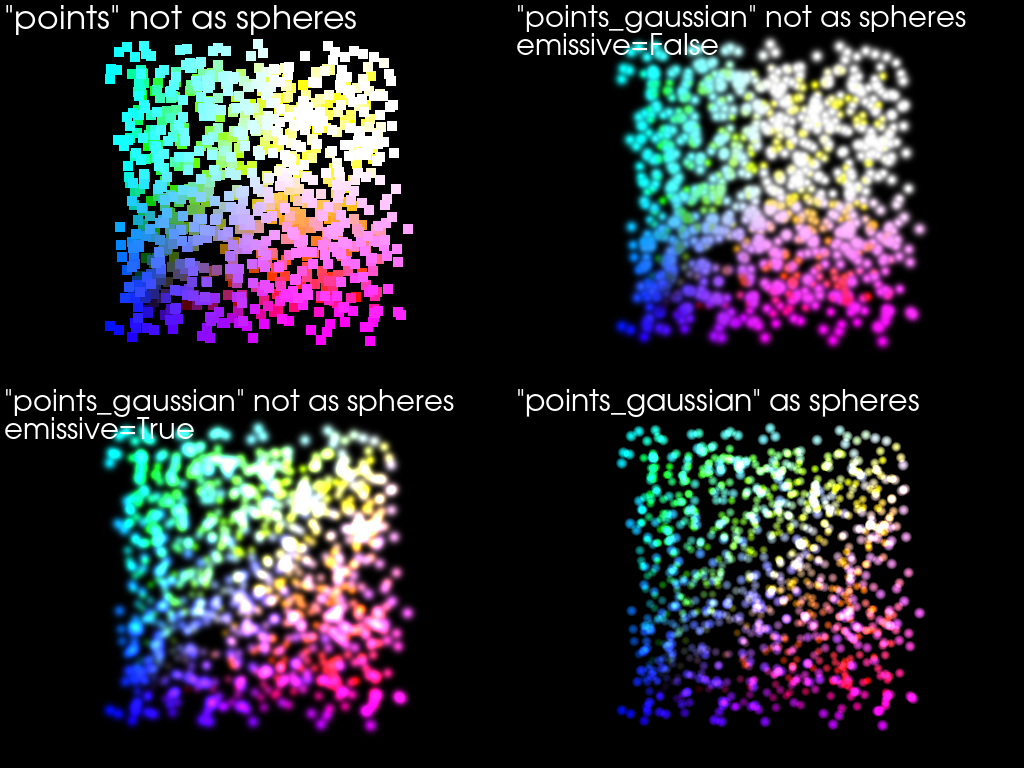 "points" not as spheres
"points_gaussian" not as spheres
emissive=False
"points_gaussian" not as spheres
emissive=True
"points_gaussian" as spheres